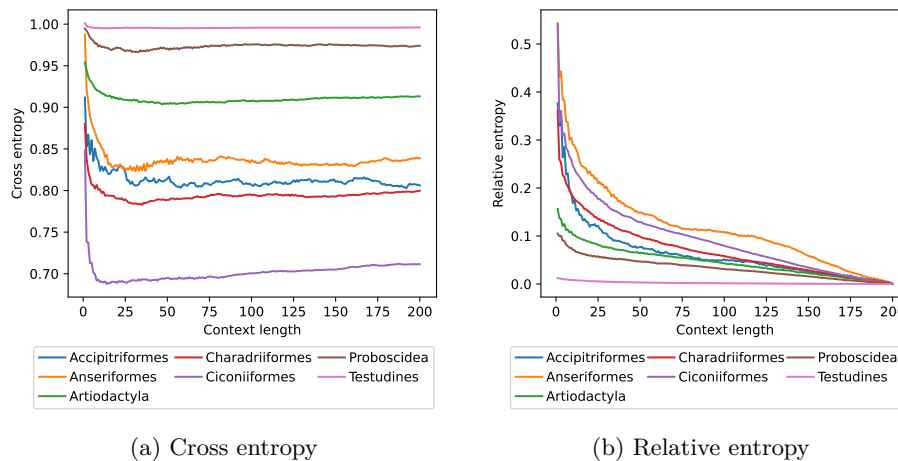 1.00
0.95
0.90
0.85
0.80
0.75
0.70
Cross entropy
0 25 50 75 100 125 150 175 200
Context length
Accipitriformes Charadriiformes Proboscidea
Anseriformes Ciconiiformes Testudines
Artiodactyla
(a) Cross entropy
0.5
0.4
0.3
0.2
0.1
0.0
Relative entropy
0 25 50 75 100 125 150 175 200
Context length
Accipitriformes Charadriiformes Proboscidea
Anseriformes Ciconiiformes Testudines
Artiodactyla
(b) Relative entropy